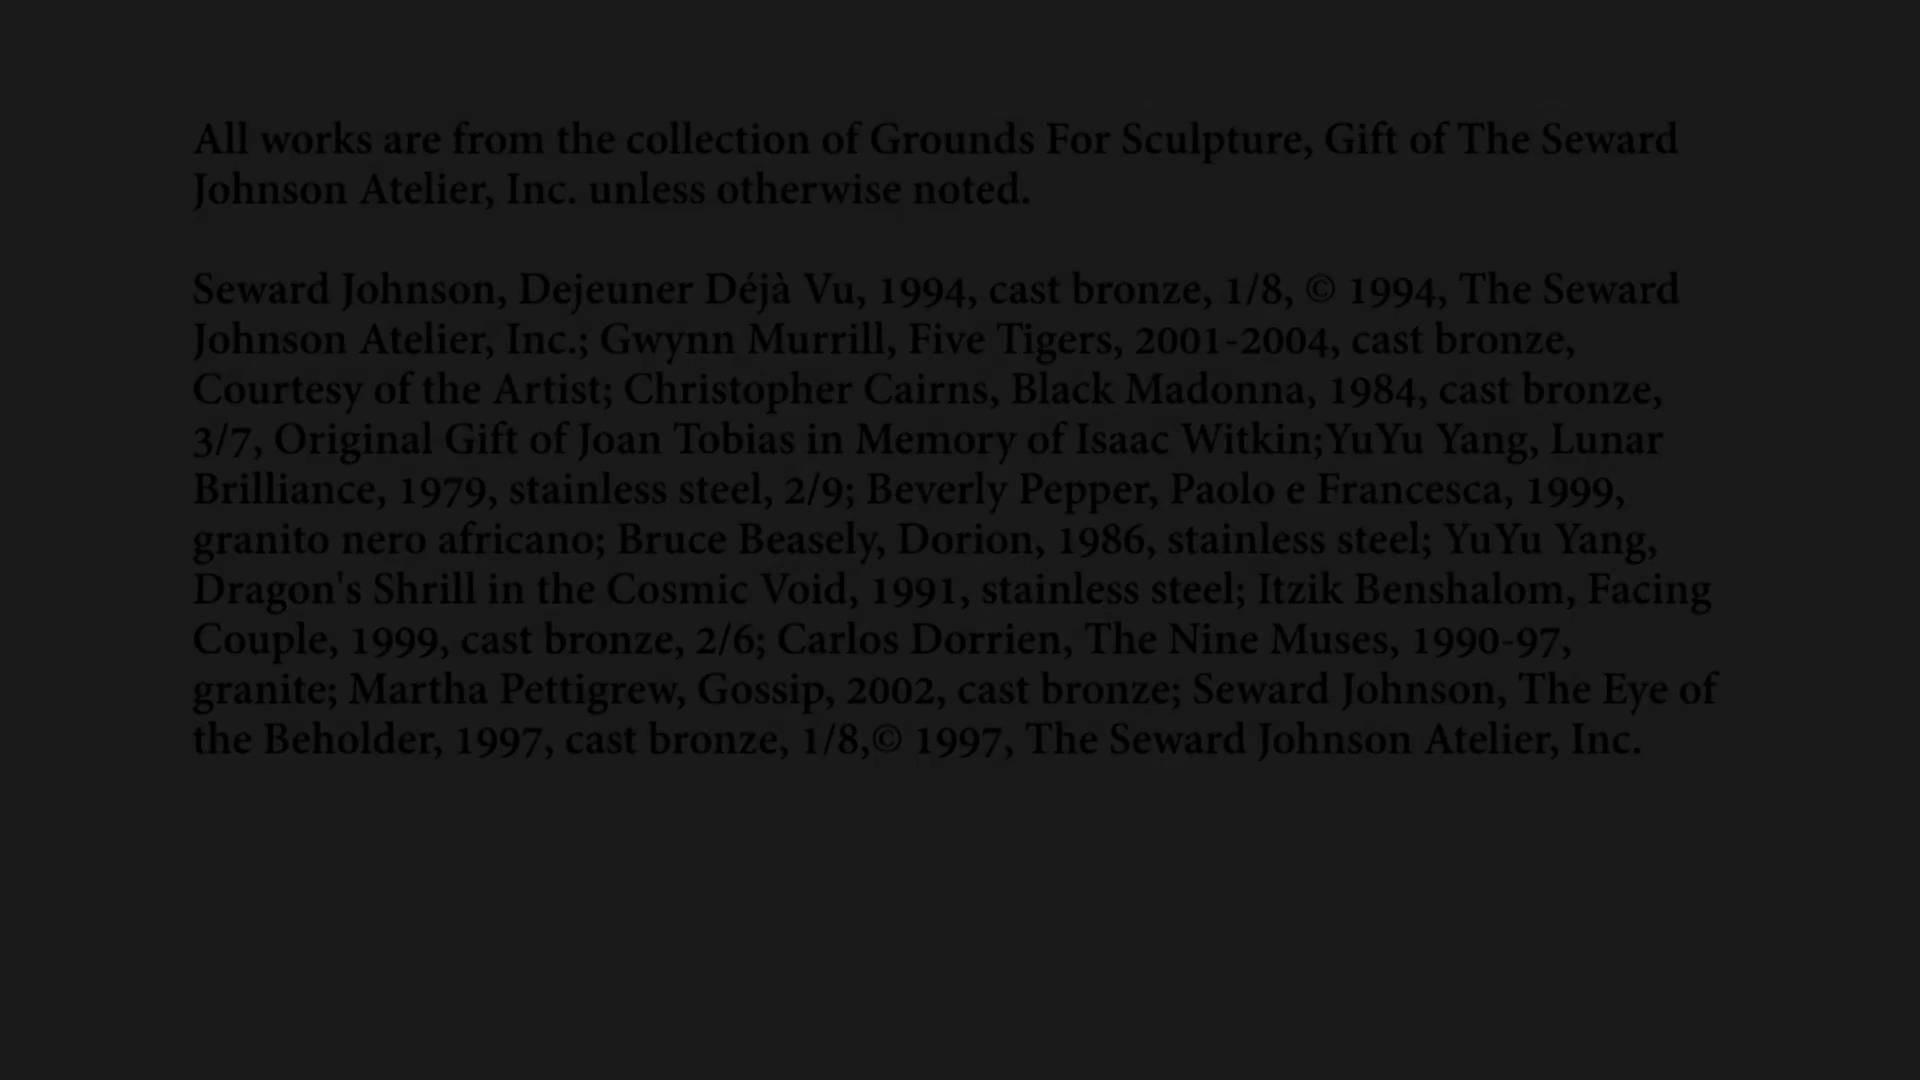 All works are from the collection of Grounds For Sculpture, Gift of The Seward
Johnson Atelier, Inc. unless otherwise noted.
Seward Johnson, Dejeuner Déjà Vu, 1994, cast bronze, 1/8, © 1994, The Seward
Johnson Atelier, Inc.; Gwynn Murrill, Five Tigers, 2001-2004, cast bronze,
Courtesy of the Artist; Christopher Cairns, Black Madonna, 1984, cast bronze,
3/7, Original Gift of Joan Tobias in Memory of Isaac Witkin;YuYu Yang, Lunar
Brilliance, 1979, stainless steel, 2/9; Beverly Pepper, Paolo e Francesca, 1999,
granito nero africano; Bruce Beasely, Dorion, 1986, stainless steel; YuYu Yang,
Dragon's Shrill in the Cosmic Void, 1991, stainless steel; Itzik Benshalom, Facing
Couple, 1999, cast bronze, 2/6; Carlos Dorrien, The Nine Muses, 1990-97,
granite; Martha Pettigrew, Gossip, 2002, cast bronze; Seward Johnson, The Eye of
the Beholder, 1997, cast bronze, 1/8,© 1997, The Seward Johnson Atelier, Inc.